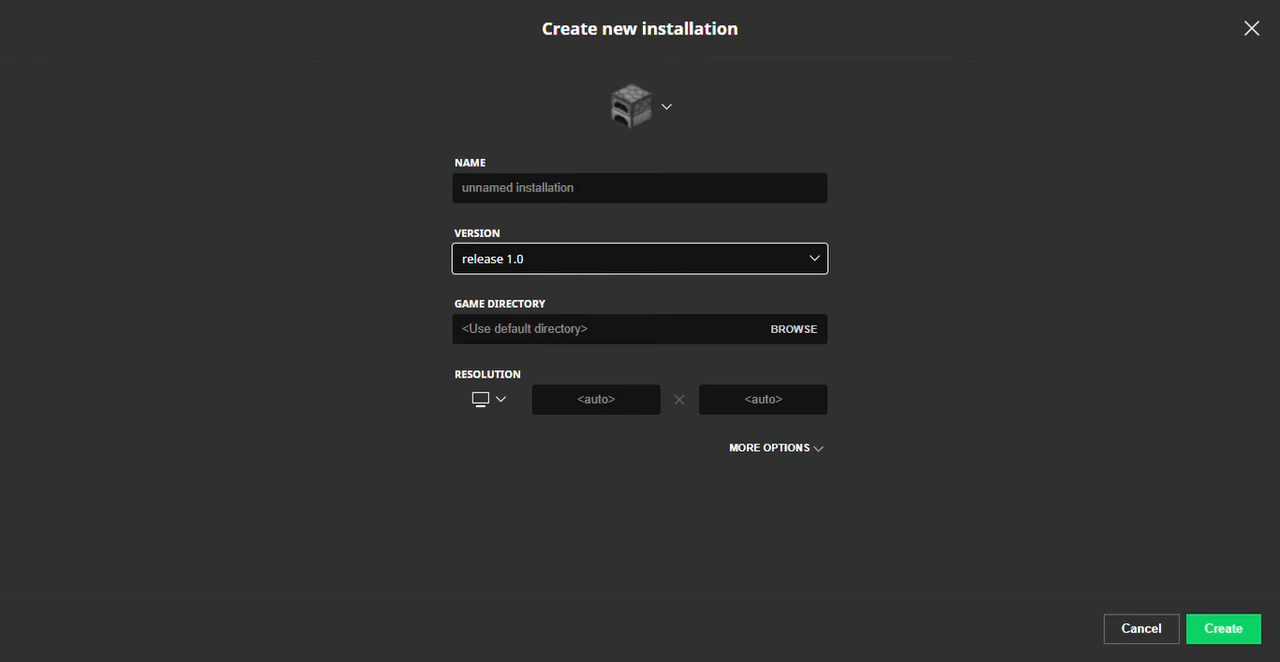 Create new installation
NAME
unnamed installation
VERSION
release 1.0
GAME DIRECTORY
<Use default directory> BROWSE
RESOLUTION
<auto> <auto>
MORE OPTIONS
Cancel Create